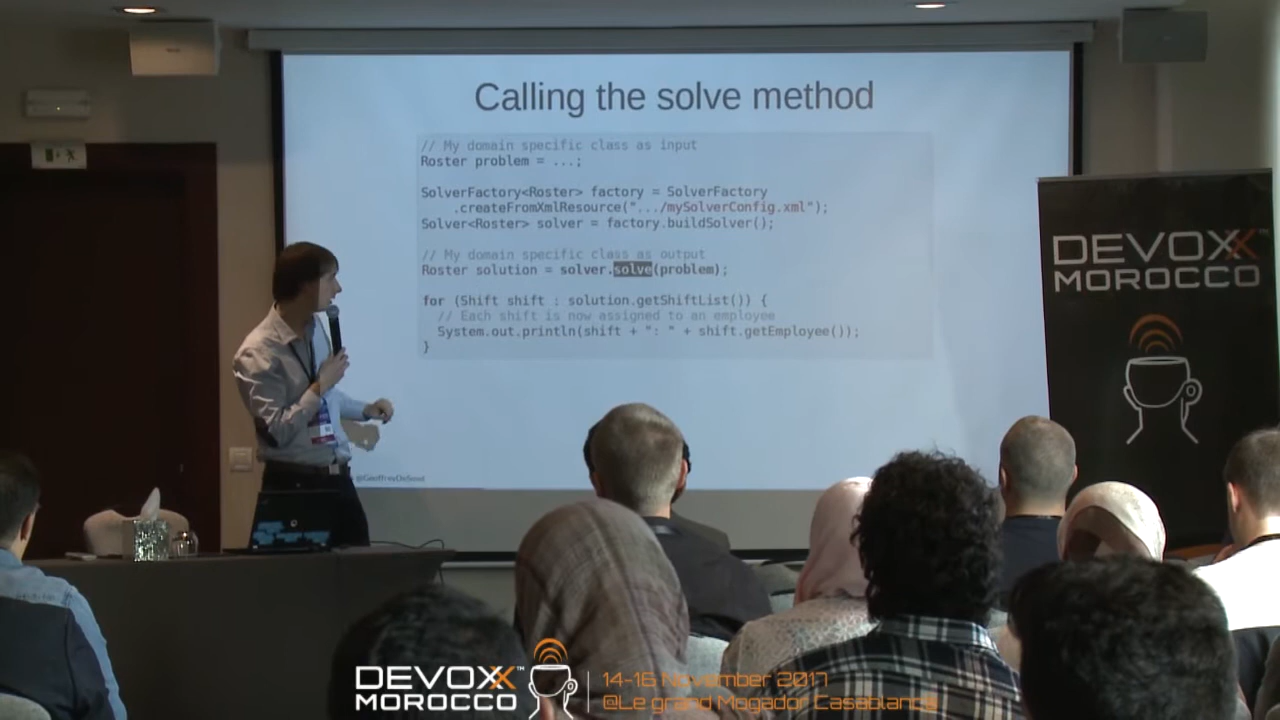 Calling the solve method
// My domain specific class as input
Roster problem = ...;
SolverFactory<Roster> factory = SolverFactory
.createFromXmlResource(".../mySolverConfig.xml");
Solver<Roster> solver = factory.buildSolver();
// My domain specific class as output
Roster solution = solver.solve(problem);
for (Shift shift : solution.getShiftList()) {
// Each shift is now assigned to an employee
System.out.println(shift + ": " + shift.getEmployee());
}
@GeoffreyDeSmet
DEVOXX
MOROCCO
DEVOXX™
MOROCCO
14-16 November 2017
@Le grand Mogador Casablanca